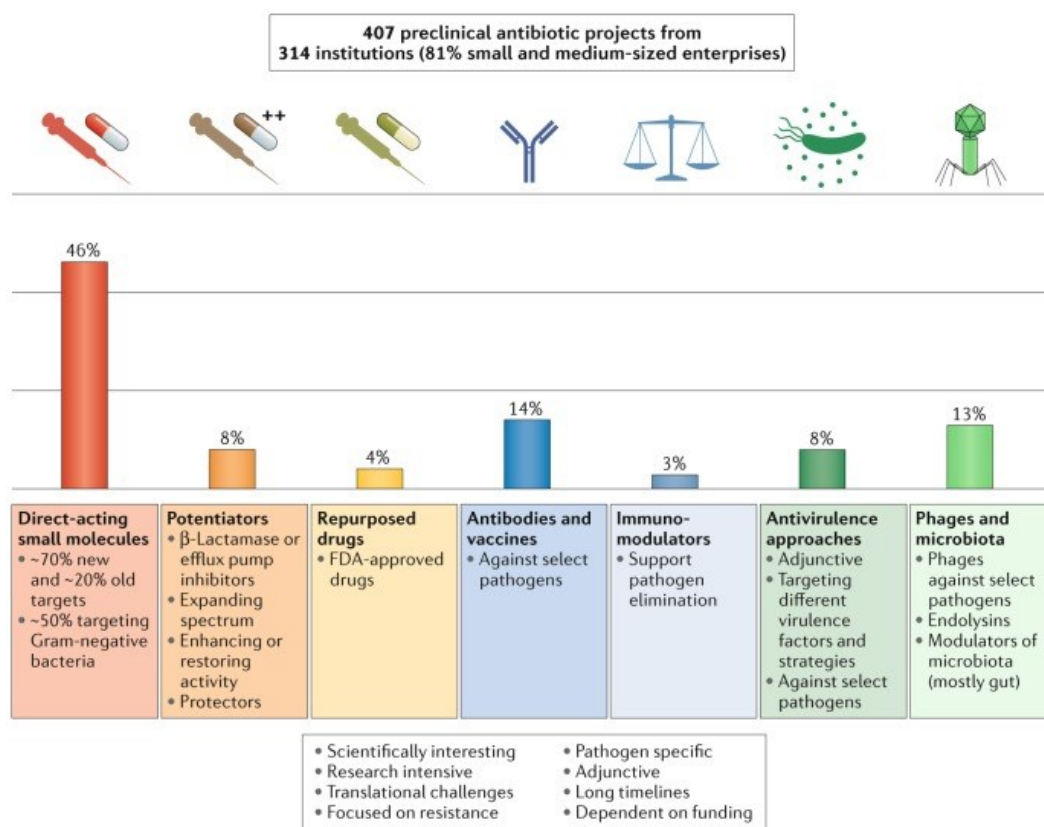 407 preclinical antibiotic projects from
314 institutions (81% small and medium-sized enterprises)
++
46%
8%
4%
14%
3%
8%
13%
Direct-acting
small molecules
• ~70% new
and ~20% old
targets
• ~50% targeting
Gram-negative
bacteria
Potentiators
• β-Lactamase or
efflux pump
inhibitors
• Expanding
spectrum
• Enhancing or
restoring
activity
• Protectors
Repurposed
drugs
• FDA-approved
drugs
Antibodies and
vaccines
• Against select
pathogens
Immuno-
modulators
• Support
pathogen
elimination
Antivirulence
approaches
• Adjunctive
• Targeting
different
virulence
factors and
strategies
• Against select
pathogens
Phages and
microbiota
• Phages
against select
pathogens
• Endolysins
• Modulators of
microbiota
(mostly gut)
• Scientifically interesting
• Research intensive
• Translational challenges
• Focused on resistance
• Pathogen specific
• Adjunctive
• Long timelines
• Dependent on funding